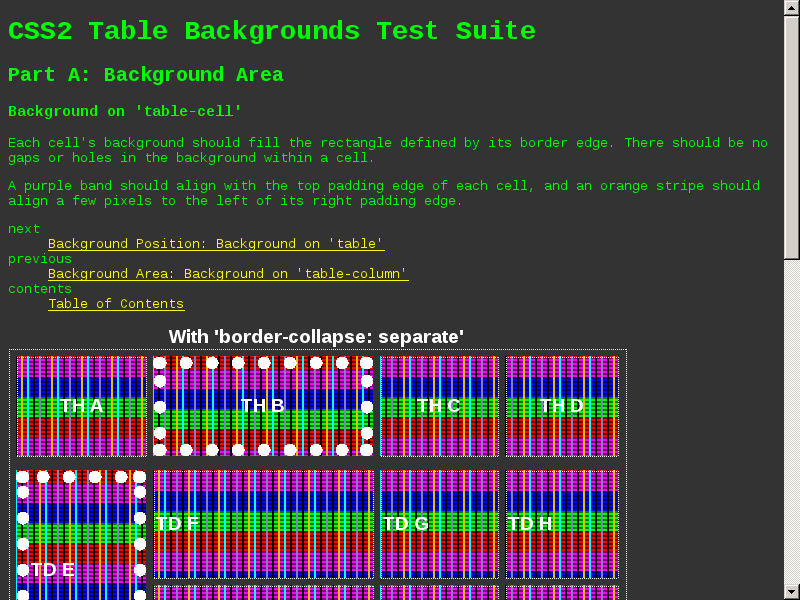 CSS2 Table Backgrounds Test Suite
Part A: Background Area
Background on 'table-cell'
Each cell's background should fill the rectangle defined by its border edge. There should be no
gaps or holes in the background within a cell.
A purple band should align with the top padding edge of each cell, and an orange stripe should
align a few pixels to the left of its right padding edge.
next
Background Position: Background on 'table'
previous
Background Area: Background on 'table-column'
contents
Table of Contents
With 'border-collapse: separate'
TH A TH B TH C TH D
TD F TD G TD H
TD E